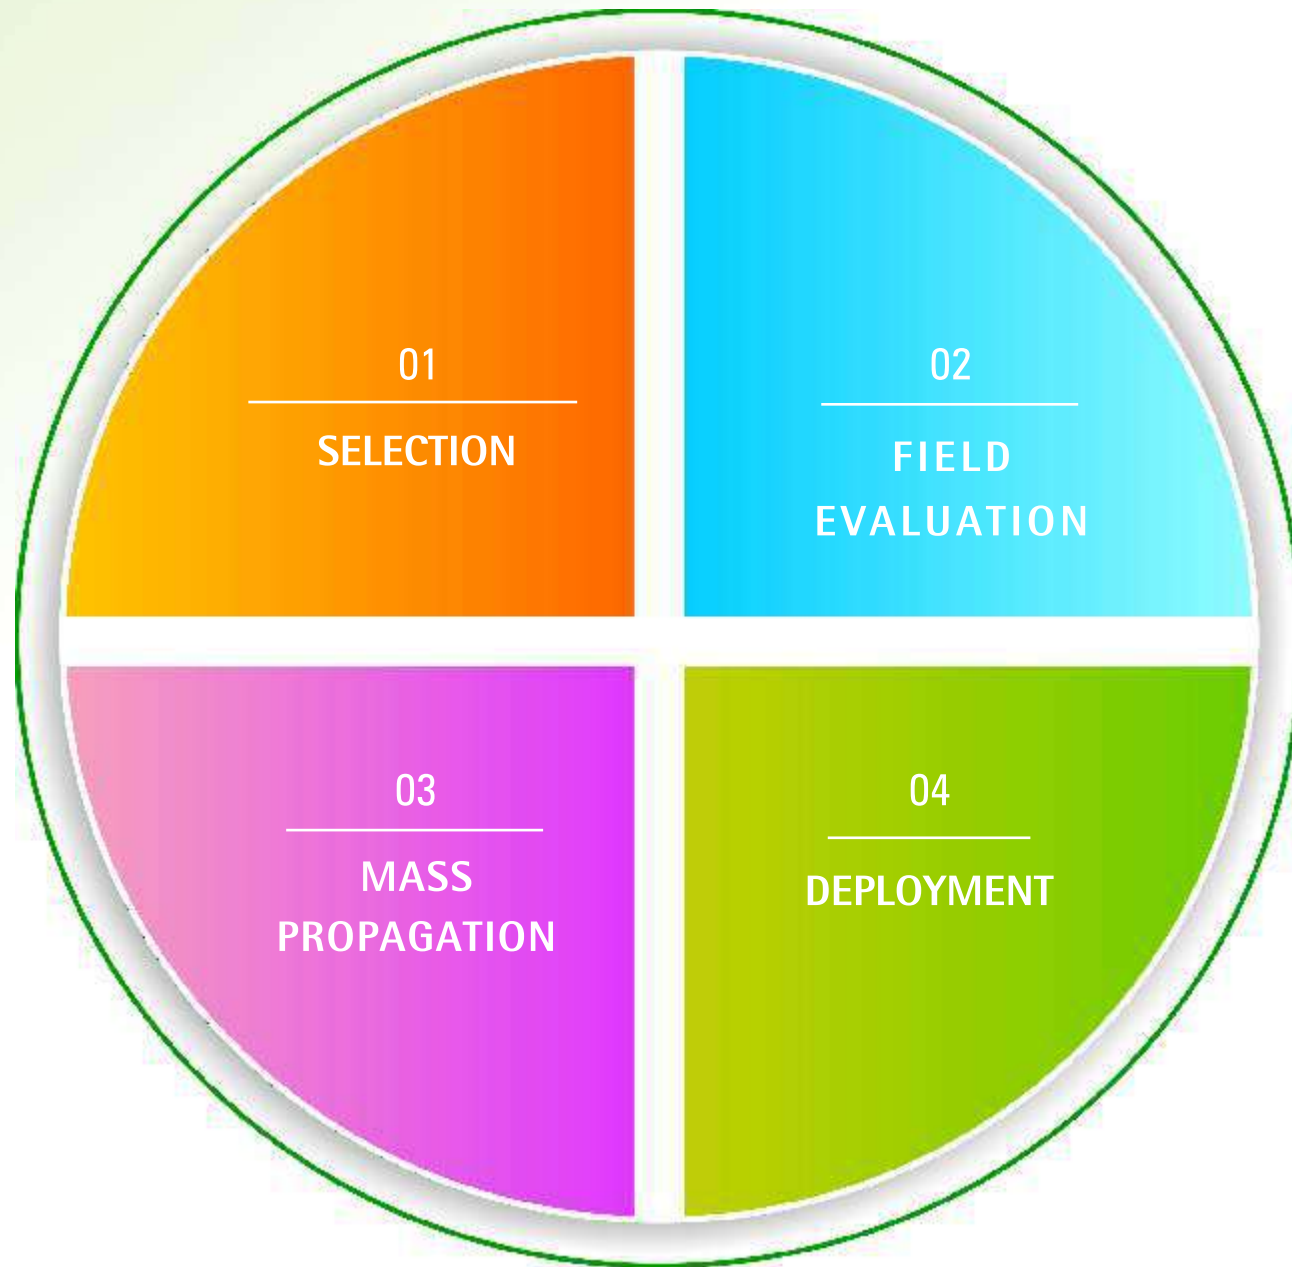 01
SELECTION
02
FIELD
EVALUATION
03
MASS
PROPAGATION
04
DEPLOYMENT